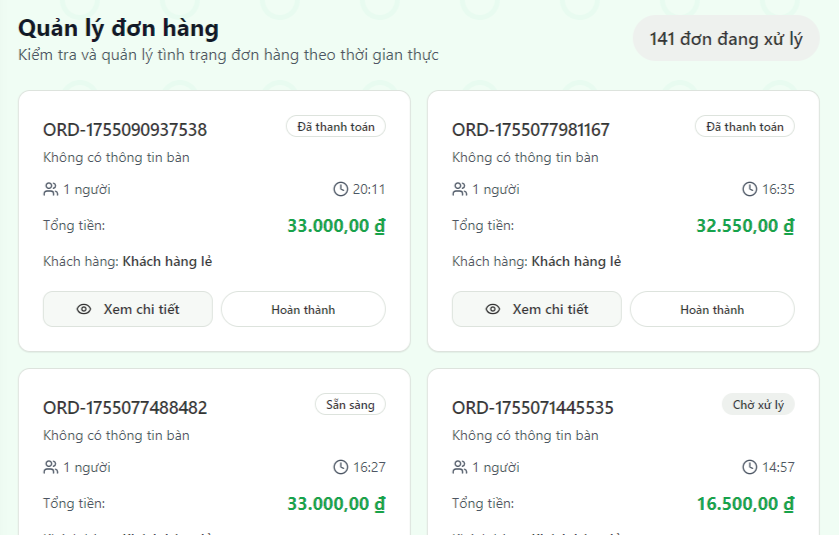 Quản lý đơn hàng
Kiểm tra và quản lý tình trạng đơn hàng theo thời gian thực
141 đơn đang xử lý
ORD-1755090937538
Đã thanh toán
Không có thông tin bàn
1 người
20:11
Tổng tiền:
33.000,00 ₫
Khách hàng: Khách hàng lẻ
Xem chi tiết
Hoàn thành
ORD-1755077981167
Đã thanh toán
Không có thông tin bàn
1 người
16:35
Tổng tiền:
32.550,00 ₫
Khách hàng: Khách hàng lẻ
Xem chi tiết
Hoàn thành
ORD-1755077488482
Sẵn sàng
Không có thông tin bàn
1 người
16:27
Tổng tiền:
33.000,00 ₫
ORD-1755071445535
Chờ xử lý
Không có thông tin bàn
1 người
14:57
Tổng tiền:
16.500,00 ₫